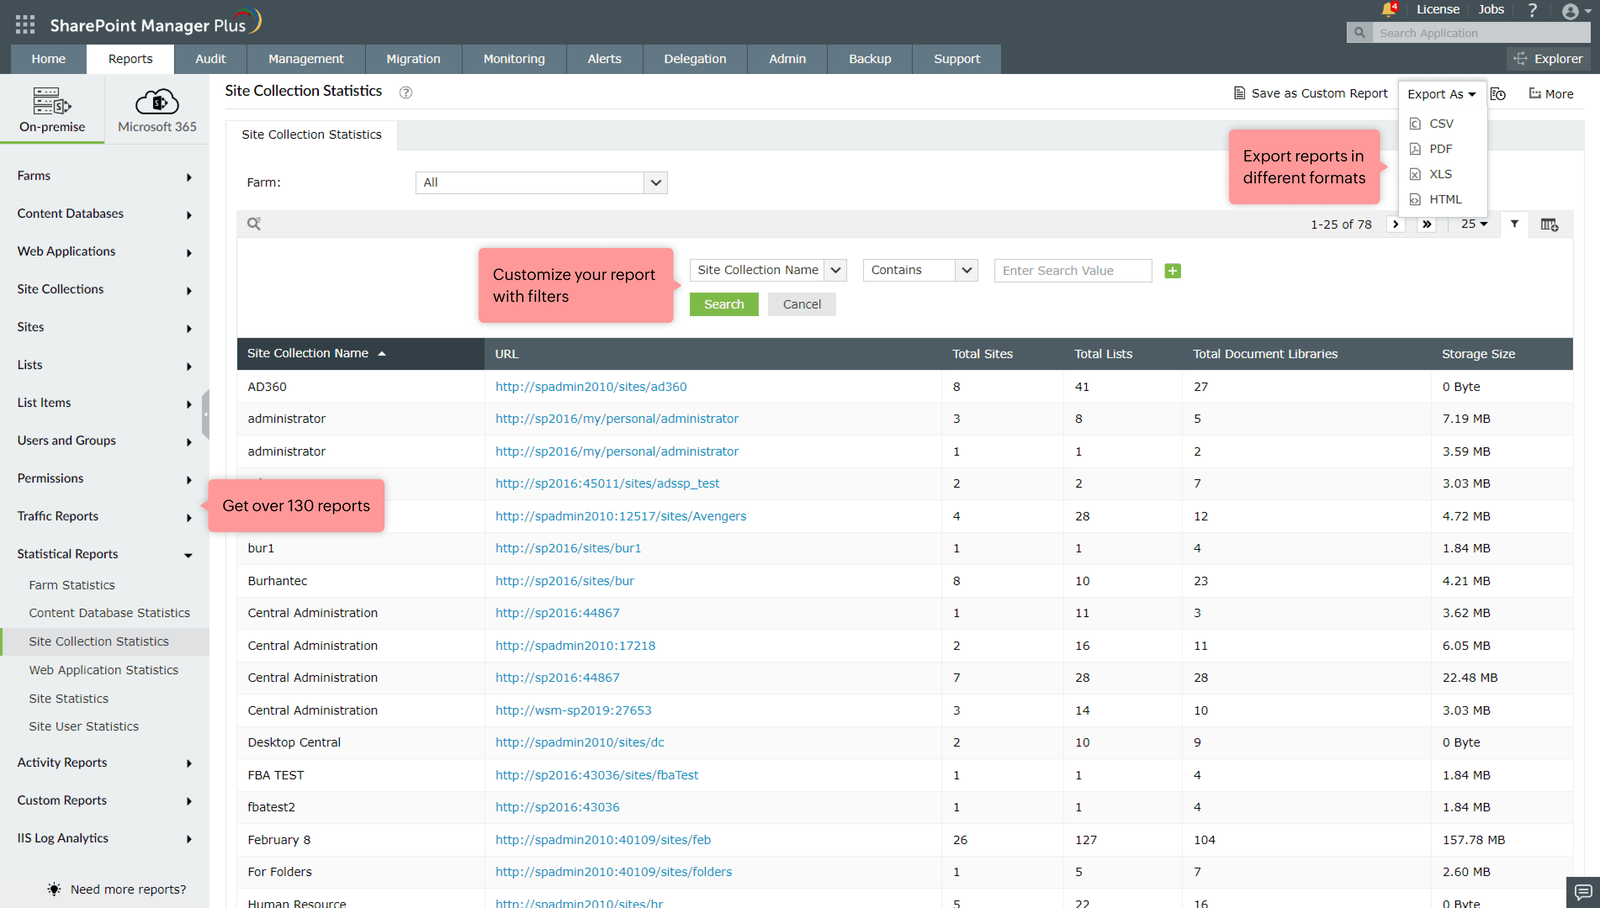 SharePoint Manager Plus
4
License
Jobs
?
Search Application
Home
Reports
Audit
Management
Migration
Monitoring
Alerts
Delegation
Admin
Backup
Support
Explorer
On-premise
Microsoft 365
Site Collection Statistics
?
Save as Custom Report
Export As
More
CSV
PDF
XLS
HTML
Export reports in
different formats
Site Collection Statistics
Farm:
All
1-25 of 78
25
Customize your report
with filters
Site Collection Name
Contains
Enter Search Value
Search
Cancel
Farms
Content Databases
Web Applications
Site Collections
Sites
Lists
List Items
Users and Groups
Permissions
Traffic Reports
Get over 130 reports
Statistical Reports
Farm Statistics
Content Database Statistics
Site Collection Statistics
Web Application Statistics
Site Statistics
Site User Statistics
Activity Reports
Custom Reports
IIS Log Analytics
Need more reports?
Site Collection Name URL Total Sites Total Lists Total Document Libraries Storage Size
AD360 http://spadmin2010/sites/ad360 8 41 27 0 Byte
administrator http://sp2016/my/personal/administrator 3 8 5 7.19 MB
administrator http://sp2016/my/personal/administrator 1 1 2 3.59 MB
http://sp2016:45011/sites/adssp_test 2 2 7 3.03 MB
http://spadmin2010:12517/sites/Avengers 4 28 12 4.72 MB
bur1 http://sp2016/sites/bur1 1 1 4 1.84 MB
Burhantec http://sp2016/sites/bur 8 10 23 4.21 MB
Central Administration http://sp2016:44867 1 11 3 3.62 MB
Central Administration http://spadmin2010:17218 2 16 11 6.05 MB
Central Administration http://sp2016:44867 7 28 28 22.48 MB
Central Administration http://wsm-sp2019:27653 3 14 10 3.03 MB
Desktop Central http://spadmin2010/sites/dc 2 10 9 0 Byte
FBA TEST http://sp2016:43036/sites/fbaTest 1 1 4 1.84 MB
fbatest2 http://sp2016:43036 1 1 4 1.84 MB
February 8 http://spadmin2010:40109/sites/feb 26 127 104 157.78 MB
For Folders http://spadmin2010:40109/sites/folders 1 5 7 2.60 MB
Human Resource http://spadmin2010/sites/hr 5 22 16 0 Byte